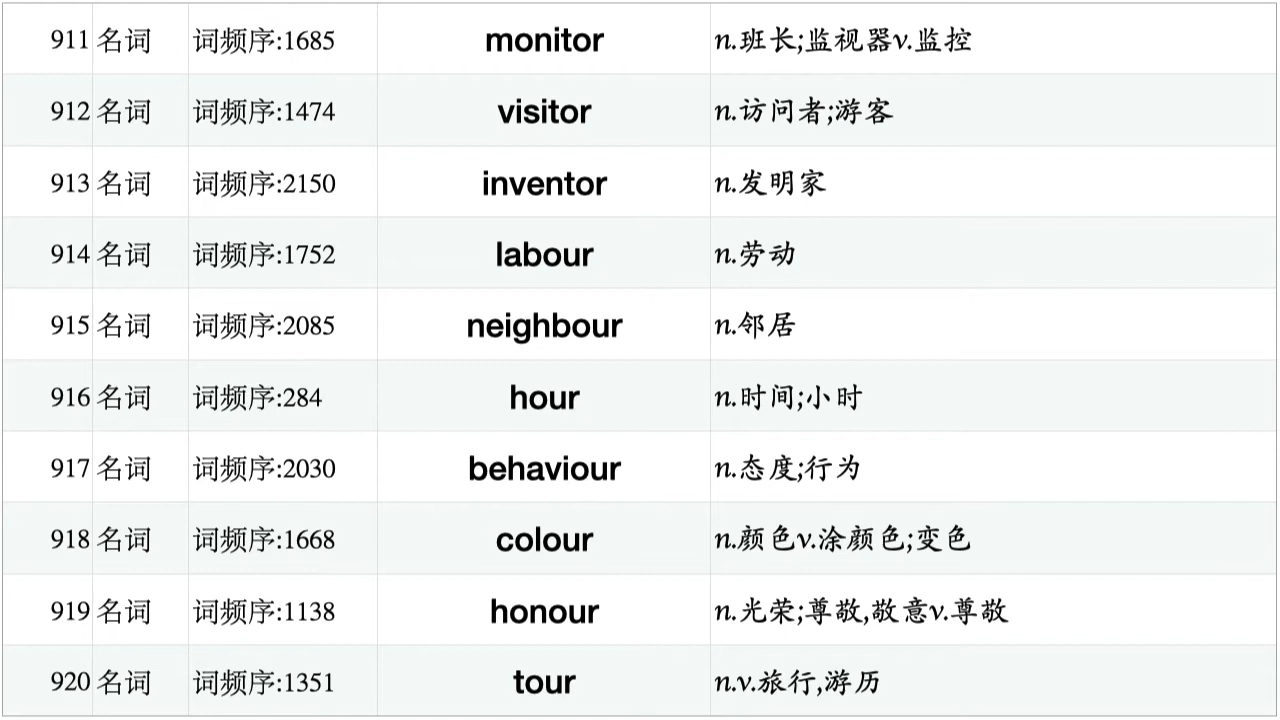 911 名词 词频序:1685 monitor n.班长;监视器v.监控
912 名词 词频序:1474 visitor n.访问者;游客
913 名词 词频序:2150 inventor n.发明家
914 名词 词频序:1752 labour n.劳动
915 名词 词频序:2085 neighbour n.邻居
916 名词 词频序:284 hour n.时间;小时
917 名词 词频序:2030 behaviour n.态度;行为
918 名词 词频序:1668 colour n.颜色v.涂颜色;变色
919 名词 词频序:1138 honour n.光荣;尊敬,敬意v.尊敬
920 名词 词频序:1351 tour n.v.旅行,游历